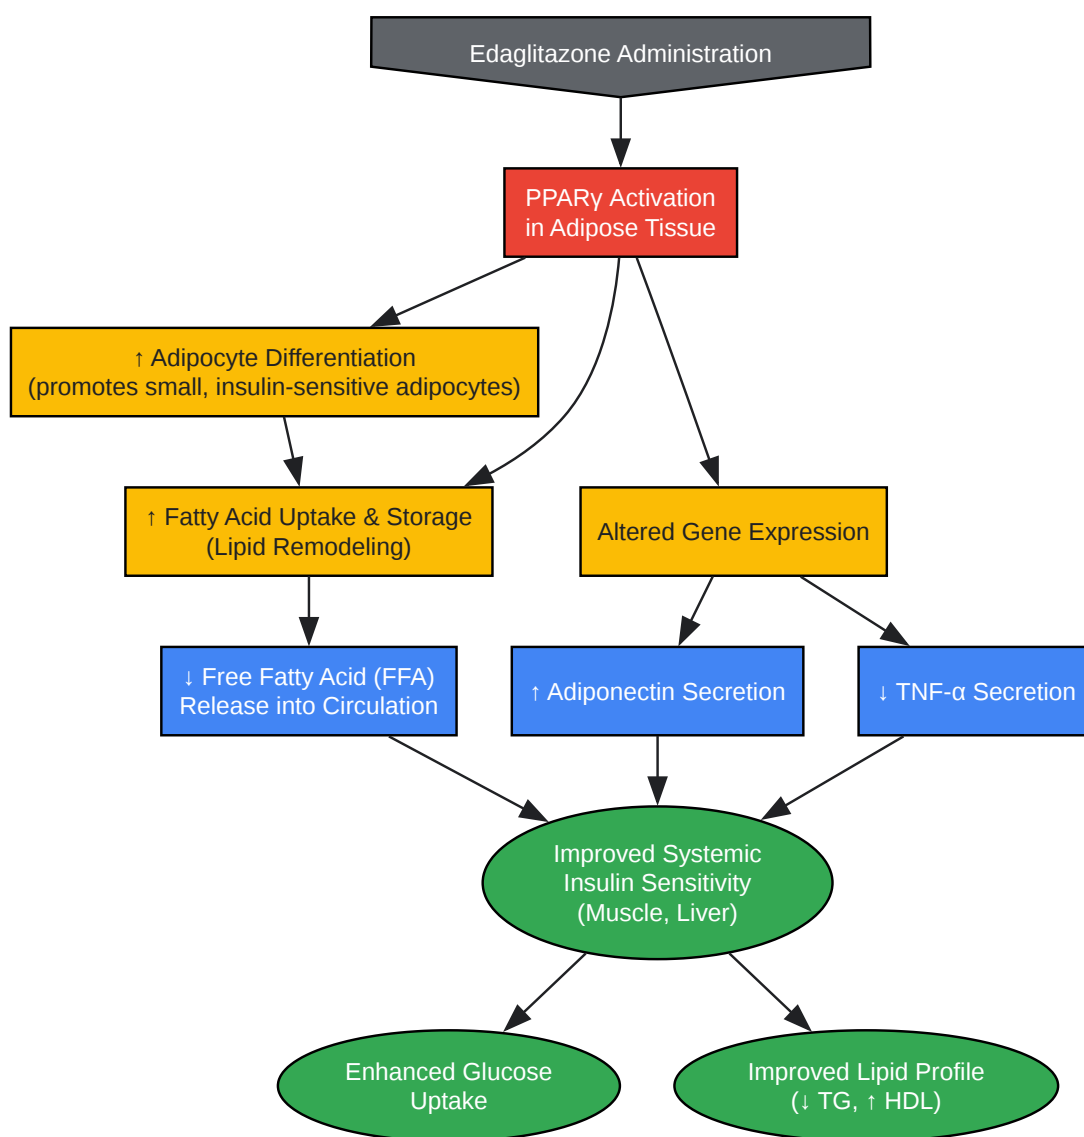 Edaglitazone Administration
PPARγ Activation
in Adipose Tissue
↑ Adipocyte Differentiation
(promotes small, insulin-sensitive adipocytes)
↑ Fatty Acid Uptake & Storage
(Lipid Remodeling)
Altered Gene Expression
↓ Free Fatty Acid (FFA)
Release into Circulation
↑ Adiponectin Secretion
↓ TNF-α Secretion
Improved Systemic
Insulin Sensitivity
(Muscle, Liver)
Enhanced Glucose
Uptake
Improved Lipid Profile
(↓ TG, ↑ HDL)